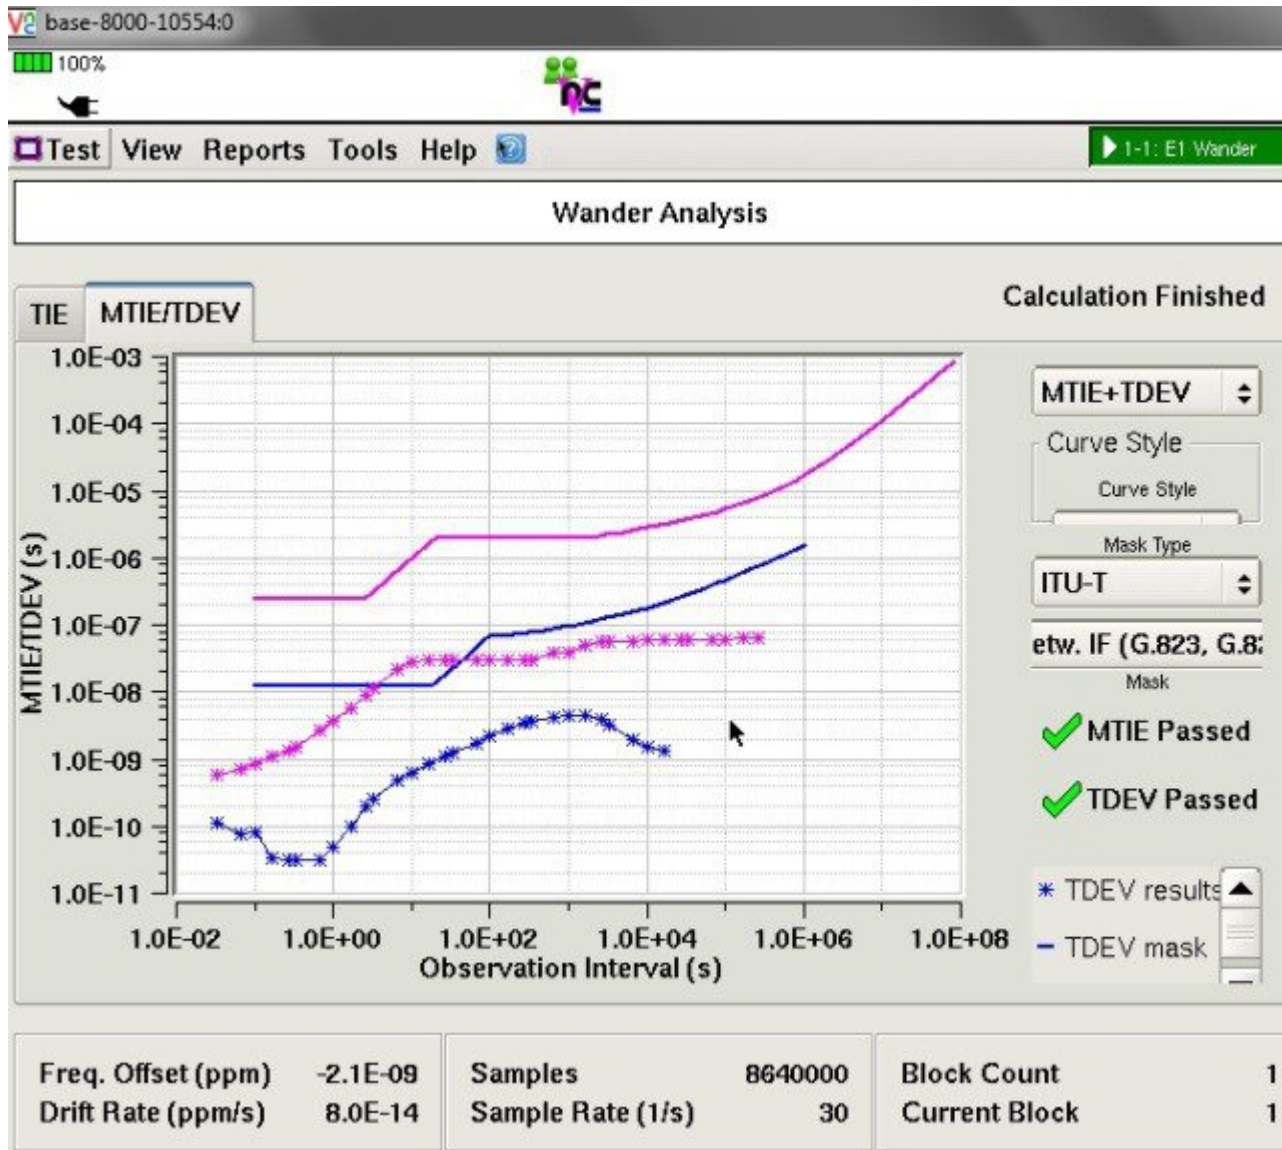 base-8000-10554:0
100%
nc
Test View Reports Tools Help
1-1: E1 Wander
Wander Analysis
TIE MTIE/TDEV
Calculation Finished
1.0E-03
1.0E-04
1.0E-05
1.0E-06
1.0E-07
1.0E-08
1.0E-09
1.0E-10
1.0E-11
MTIE/TDEV (s)
1.0E-02 1.0E+00 1.0E+02 1.0E+04 1.0E+06 1.0E+08
Observation Interval (s)
MTIE+TDEV
Curve Style
Curve Style
Mask Type
ITU-T
etw. IF (G.823, G.82
Mask
MTIE Passed
TDEV Passed
TDEV results
TDEV mask
Freq. Offset (ppm) -2.1E-09
Drift Rate (ppm/s) 8.0E-14
Samples 8640000
Sample Rate (1/s) 30
Block Count 1
Current Block 1